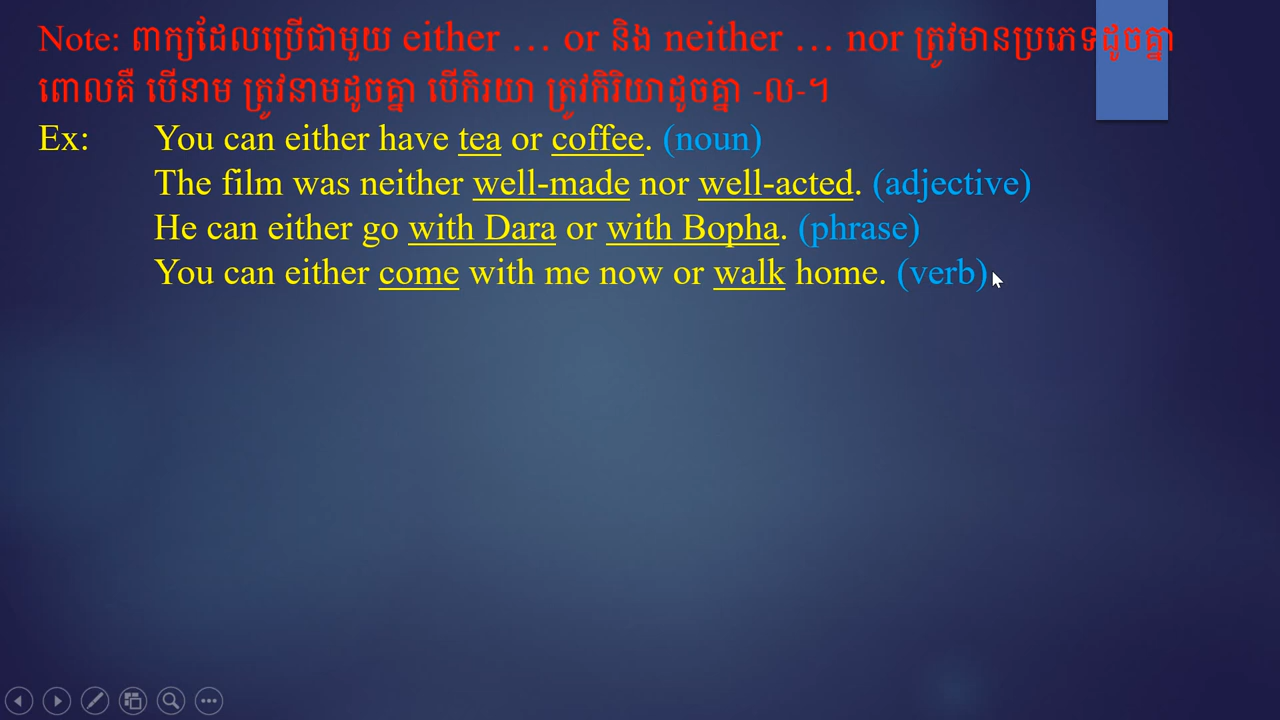 Note: ពាក្យដែលប្រើជាមួយ either … or និង neither … nor ត្រូវមានប្រភេទដូចគ្នា
ពោលគឺ បើនាម ត្រូវនាមដូចគ្នា បើកិរយា ត្រូវកិរិយាដូចគ្នា -ល-។
Ex: You can either have tea or coffee. (noun)
The film was neither well-made nor well-acted. (adjective)
He can either go with Dara or with Bopha. (phrase)
You can either come with me now or walk home. (verb)